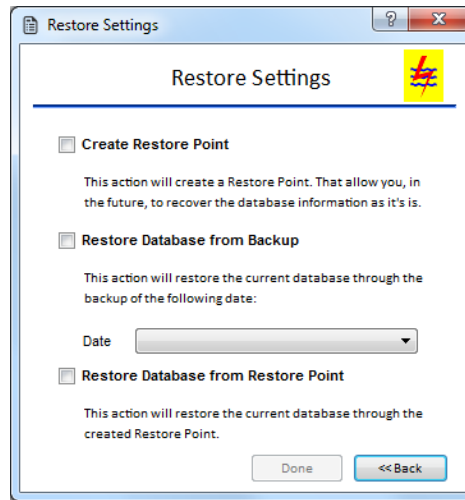 Restore Settings
?
Restore Settings
Create Restore Point
This action will create a Restore Point. That allow you, in
the future, to recover the database information as it's is.
Restore Database from Backup
This action will restore the current database through the
backup of the following date:
Date
Restore Database from Restore Point
This action will restore the current database through the
created Restore Point.
Done
<<Back